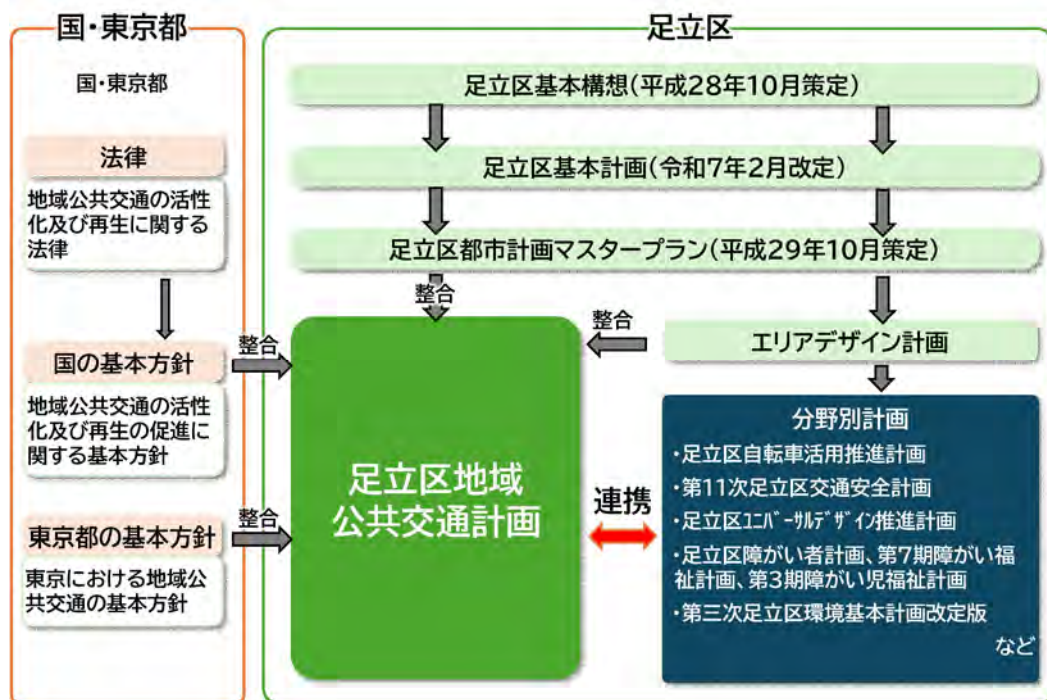 国・東京都
国・東京都
法律
地域公共交通の活性
化及び再生に関する
法律
国の基本方針
地域公共交通の活性
化及び再生の促進に
関する基本方針
東京都の基本方針
東京における地域公
共交通の基本方針
整合
整合
足立区
足立区基本構想(平成28年10月策定)
足立区基本計画(令和7年2月改定)
足立区都市計画マスタープラン(平成29年10月策定)
整合
整合
エリアデザイン計画
足立区地域
公共交通計画
連携
分野別計画
・足立区自転車活用推進計画
・第11次足立区交通安全計画
・足立区ﾕﾆﾊﾞｰｻﾙﾃﾞｻﾞｲﾝ推進計画
・足立区障がい者計画、第7期障がい福
祉計画、第3期障がい児福祉計画
・第三次足立区環境基本計画改定版
など